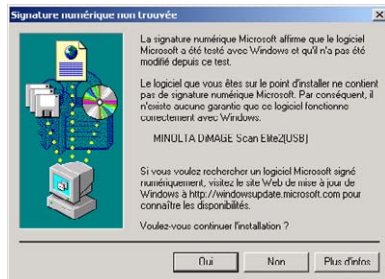 Signature numérique non trouvée
La signature numérique Microsoft affirme que le logiciel
Microsoft a été testé avec Windows et qu'il n'a pas été
modifié depuis ce test.
Le logiciel que vous êtes sur le point d'installer ne contient
pas de signature numérique Microsoft. Par conséquent, il
n'existe aucune garantie que ce logiciel fonctionne
correctement avec Windows.
MINOLTA DiMAGE Scan Elite2[USB]
Si vous voulez rechercher un logiciel Microsoft signé
numériquement, visitez le site Web de mise à jour de
Windows à http://windowsupdate.microsoft.com pour
connaître les disponibilités.
Voulez-vous continuer l'installation ?
Oui
Non
Plus d'infos